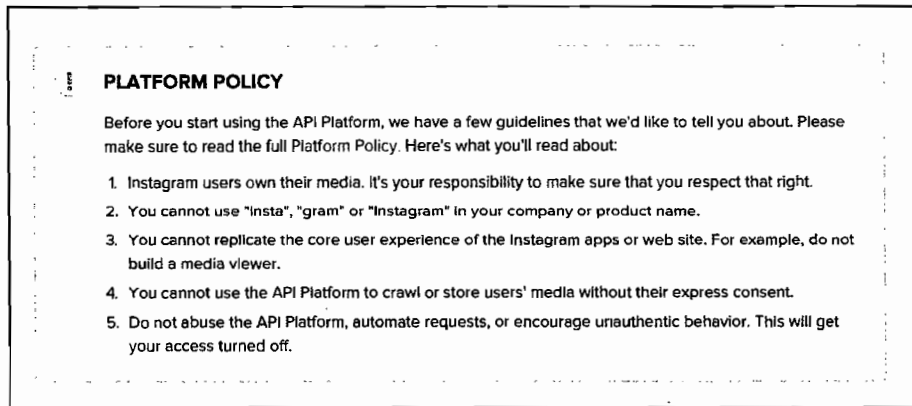 PLATFORM POLICY
Before you start using the API Platform, we have a few guidelines that we'd like to tell you about. Please
make sure to read the full Platform Policy. Here's what you'll read about:
1. Instagram users own their media. It's your responsibility to make sure that you respect that right.
2. You cannot use "insta", "gram" or "Instagram" in your company or product name.
3. You cannot replicate the core user experience of the Instagram apps or web site. For example, do not
build a media viewer.
4. You cannot use the API Platform to crawl or store users' media without their express consent.
5. Do not abuse the API Platform, automate requests, or encourage unauthentic behavior. This will get
your access turned off.